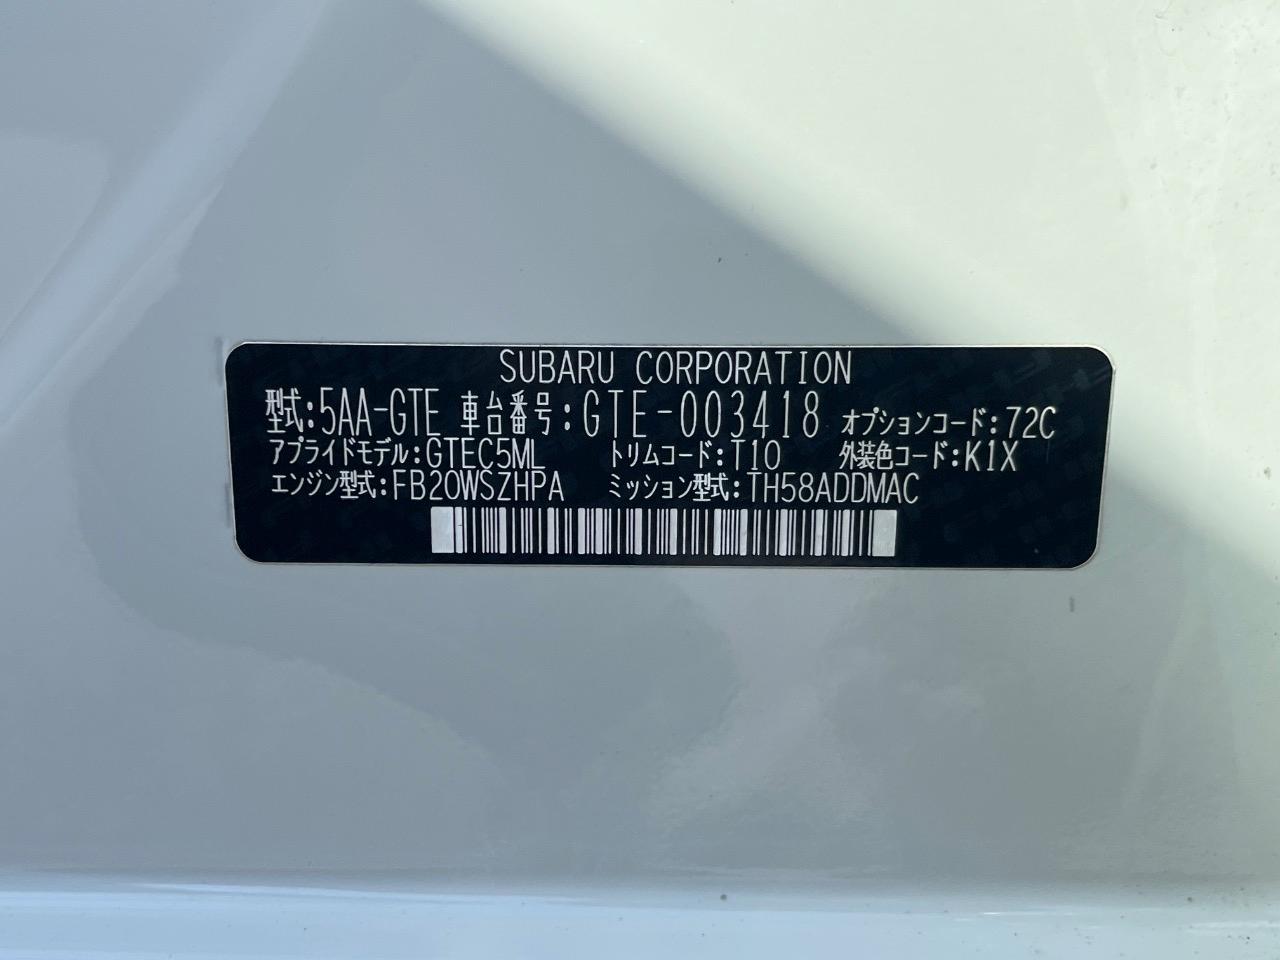 SUBARU CORPORATION
型式:5AA-GTE 車台番号:GTE-003418 オプションコード:72C
アプライドモデル:GTEC5ML トリムコード:T10 外装色コード:K1X
エンジン型式:FB20WSZHPA ミッション型式:TH58ADDMAC